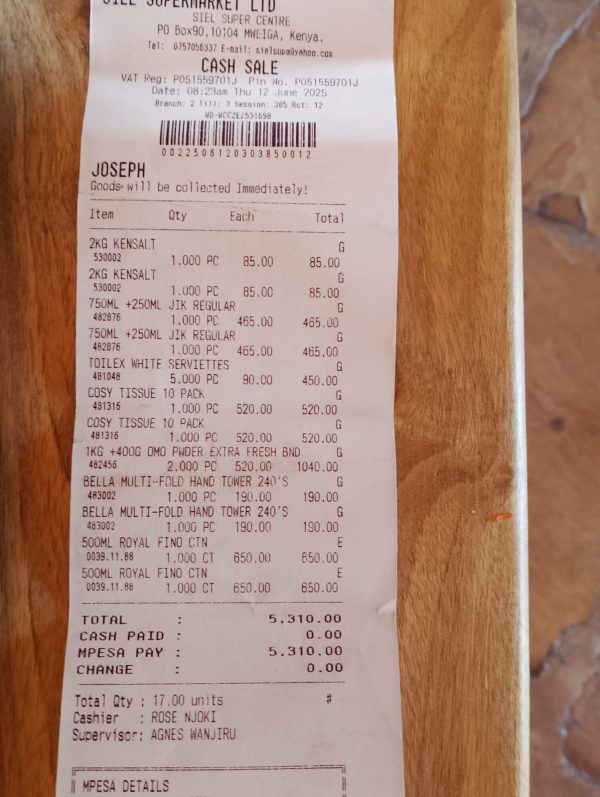 SIEL SUPERMARKET LTD
SIEL SUPER CENTRE
PO Box90,10104 MWEIGA, Kenya.
Tel: 0757056337 E-mail: sielsupa@yahoo.com
CASH SALE
VAT Reg: P051559701J Pin No. P051559701J
Date: 08:23am Thu 12 June 2025
Branch: 2 Till: 3 Session: 385 Rct: 12
0022506120303850012
JOSEPH
Goods will be collected Immediately!
Item Qty Each Total
2KG KENSALT G
530002 1.000 PC 85.00 85.00
2KG KENSALT G
530002 1.000 PC 85.00 85.00
750ML +250ML JIK REGULAR G
482876 1.000 PC 465.00 465.00
750ML +250ML JIK REGULAR G
482876 1.000 PC 465.00 465.00
TOILEX WHITE SERVIETTES G
481048 5.000 PC 90.00 450.00
COSY TISSUE 10 PACK G
481316 1.000 PC 520.00 520.00
COSY TISSUE 10 PACK G
481316 1.000 PC 520.00 520.00
1KG +400G OMO PWDER EXTRA FRESH BND G
482456 2.000 PC 520.00 1040.00
BELLA MULTI-FOLD HAND TOWER 240'S G
483002 1.000 PC 190.00 190.00
BELLA MULTI-FOLD HAND TOWER 240'S G
483002 1.000 PC 190.00 190.00
500ML ROYAL FINO CTN E
0039.11.88 1.000 CT 650.00 650.00
500ML ROYAL FINO CTN E
0039.11.88 1.000 CT 650.00 650.00
TOTAL : 5,310.00
CASH PAID : 0.00
MPESA PAY : 5,310.00
CHANGE : 0.00
Total Qty : 17.00 units #
Cashier : ROSE NJOKI
Supervisor: AGNES WANJIRU
MPESA DETAILS